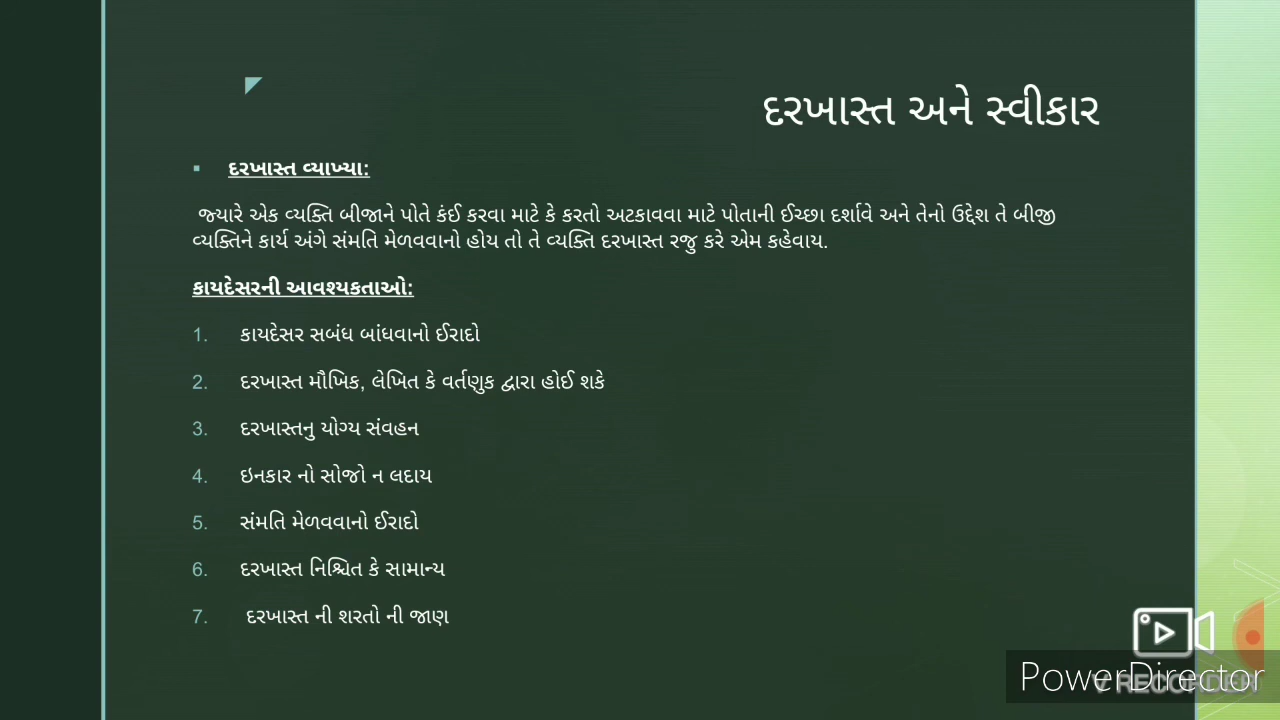 દરખાસ્ત અને સ્વીકાર
▪ દરખાસ્ત વ્યાખ્યા:
જ્યારે એક વ્યક્તિ બીજાને પોતે કંઈ કરવા માટે કે કરતો અટકાવવા માટે પોતાની ઈચ્છા દર્શાવે અને તેનો ઉદ્દેશ તે બીજી
વ્યક્તિને કાર્ય અંગે સંમતિ મેળવવાનો હોય તો તે વ્યક્તિ દરખાસ્ત રજુ કરે એમ કહેવાય.
કાયદેસરની આવશ્યકતાઓ:
1. કાયદેસર સબંધ બાંધવાનો ઈરાદો
2. દરખાસ્ત મૌખિક, લેખિત કે વર્તણુક દ્વારા હોઈ શકે
3. દરખાસ્તનુ યોગ્ય સંવહન
4. ઇનકાર નો સોજો ન લદાય
5. સંમતિ મેળવવાનો ઈરાદો
6. દરખાસ્ત નિશ્ચિત કે સામાન્ય
7. દરખાસ્ત ની શરતો ની જાણ
PowerDirector
V RECORDER